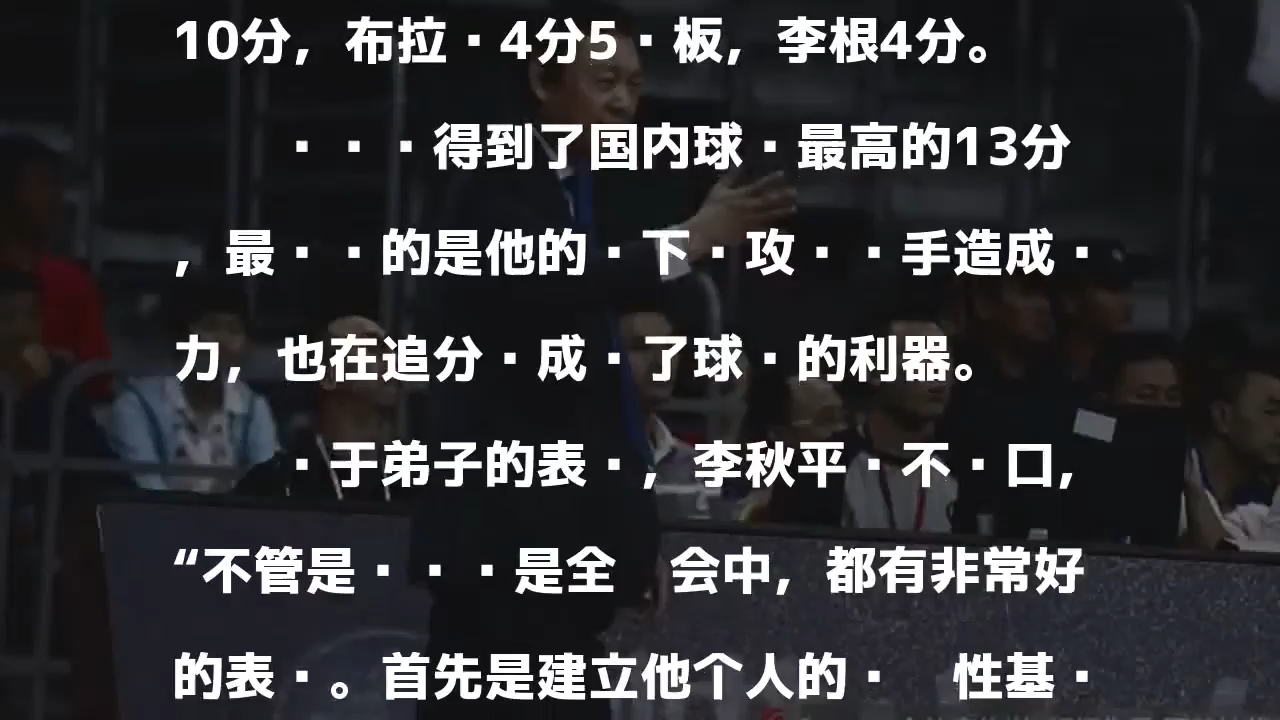 10分，布拉·4分5·板，李根4分。
···得到了国内球·最高的13分
，最··的是他的·下·攻··手造成·
力，也在追分·成·了球·的利器。
·于弟子的表·，李秋平·不·口，
“不管是···是全　会中，都有非常好
的表·。首先是建立他个人的·　性基·